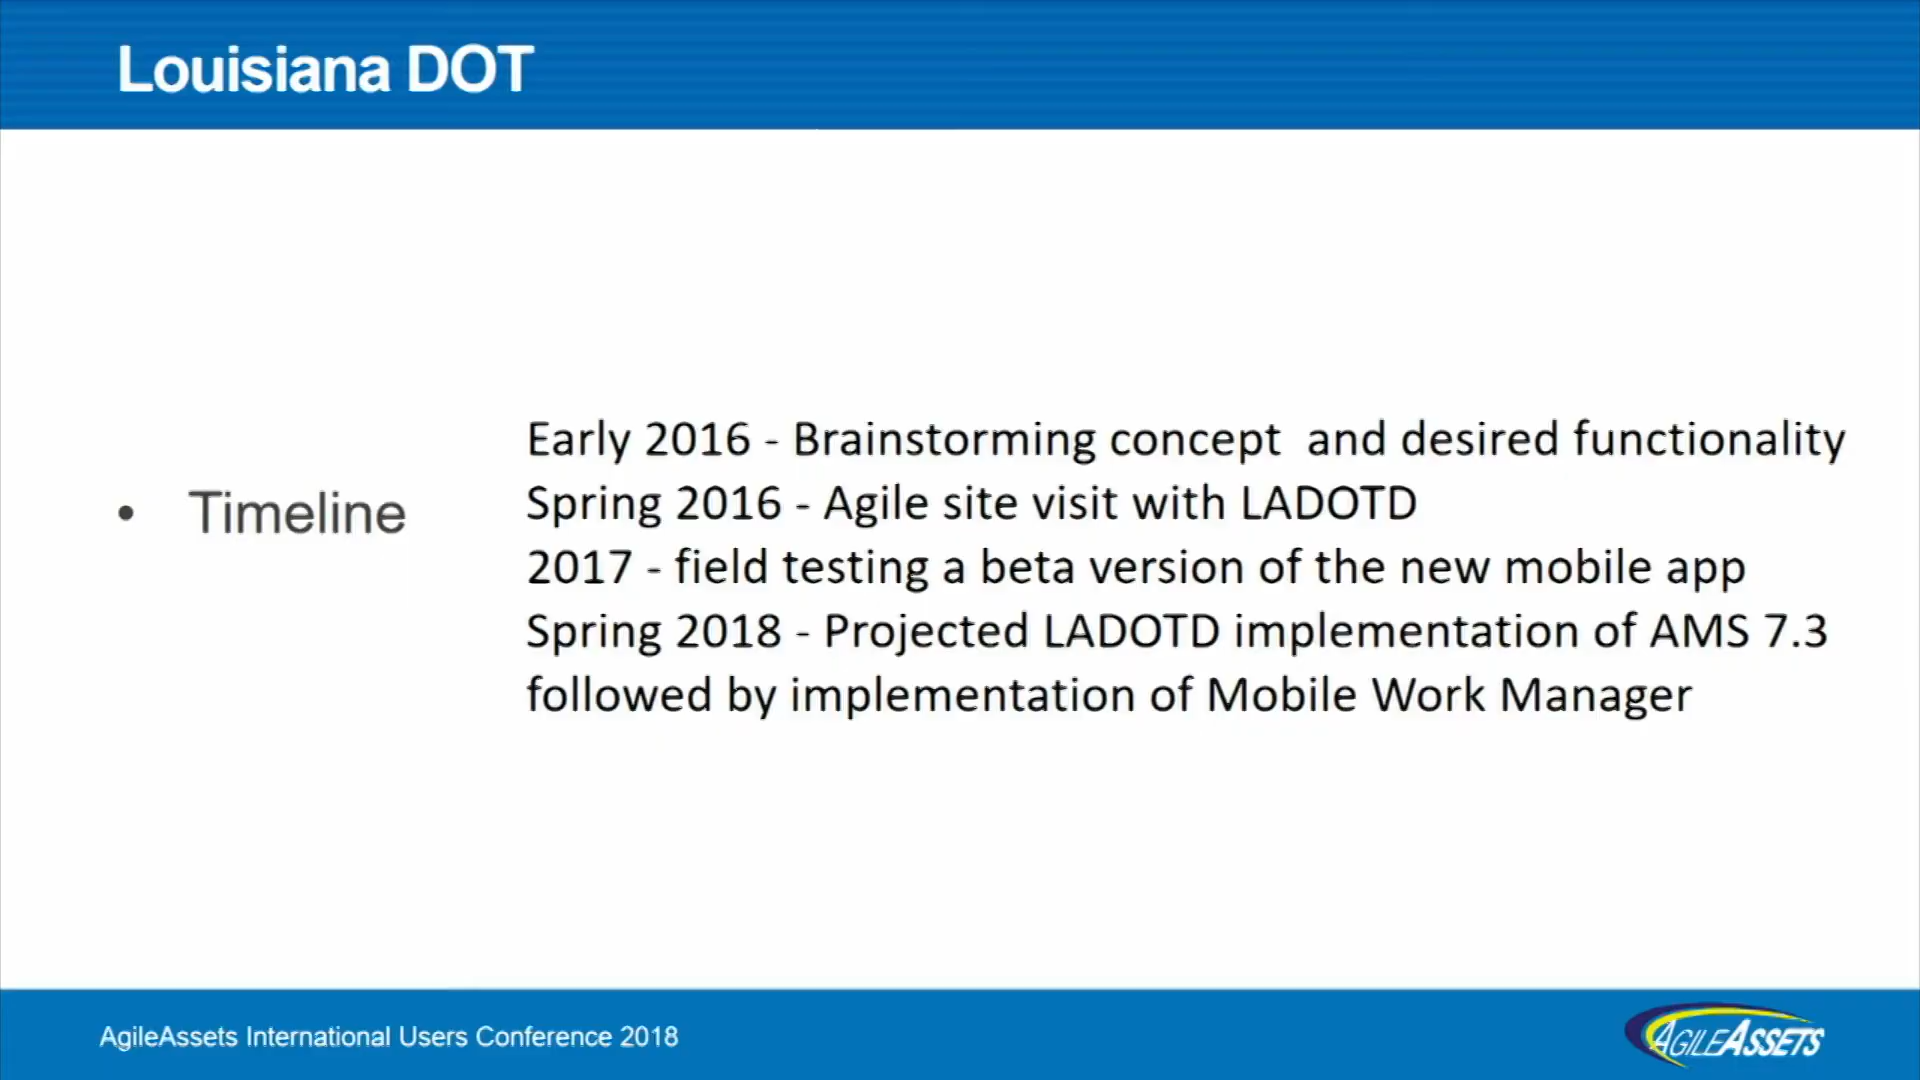 Louisiana DOT
• Timeline
Early 2016 - Brainstorming concept  and desired functionality
Spring 2016 - Agile site visit with LADOTD
2017 - field testing a beta version of the new mobile app
Spring 2018 - Projected LADOTD implementation of AMS 7.3
followed by implementation of Mobile Work Manager
AgileAssets International Users Conference 2018
AGILEASSETS